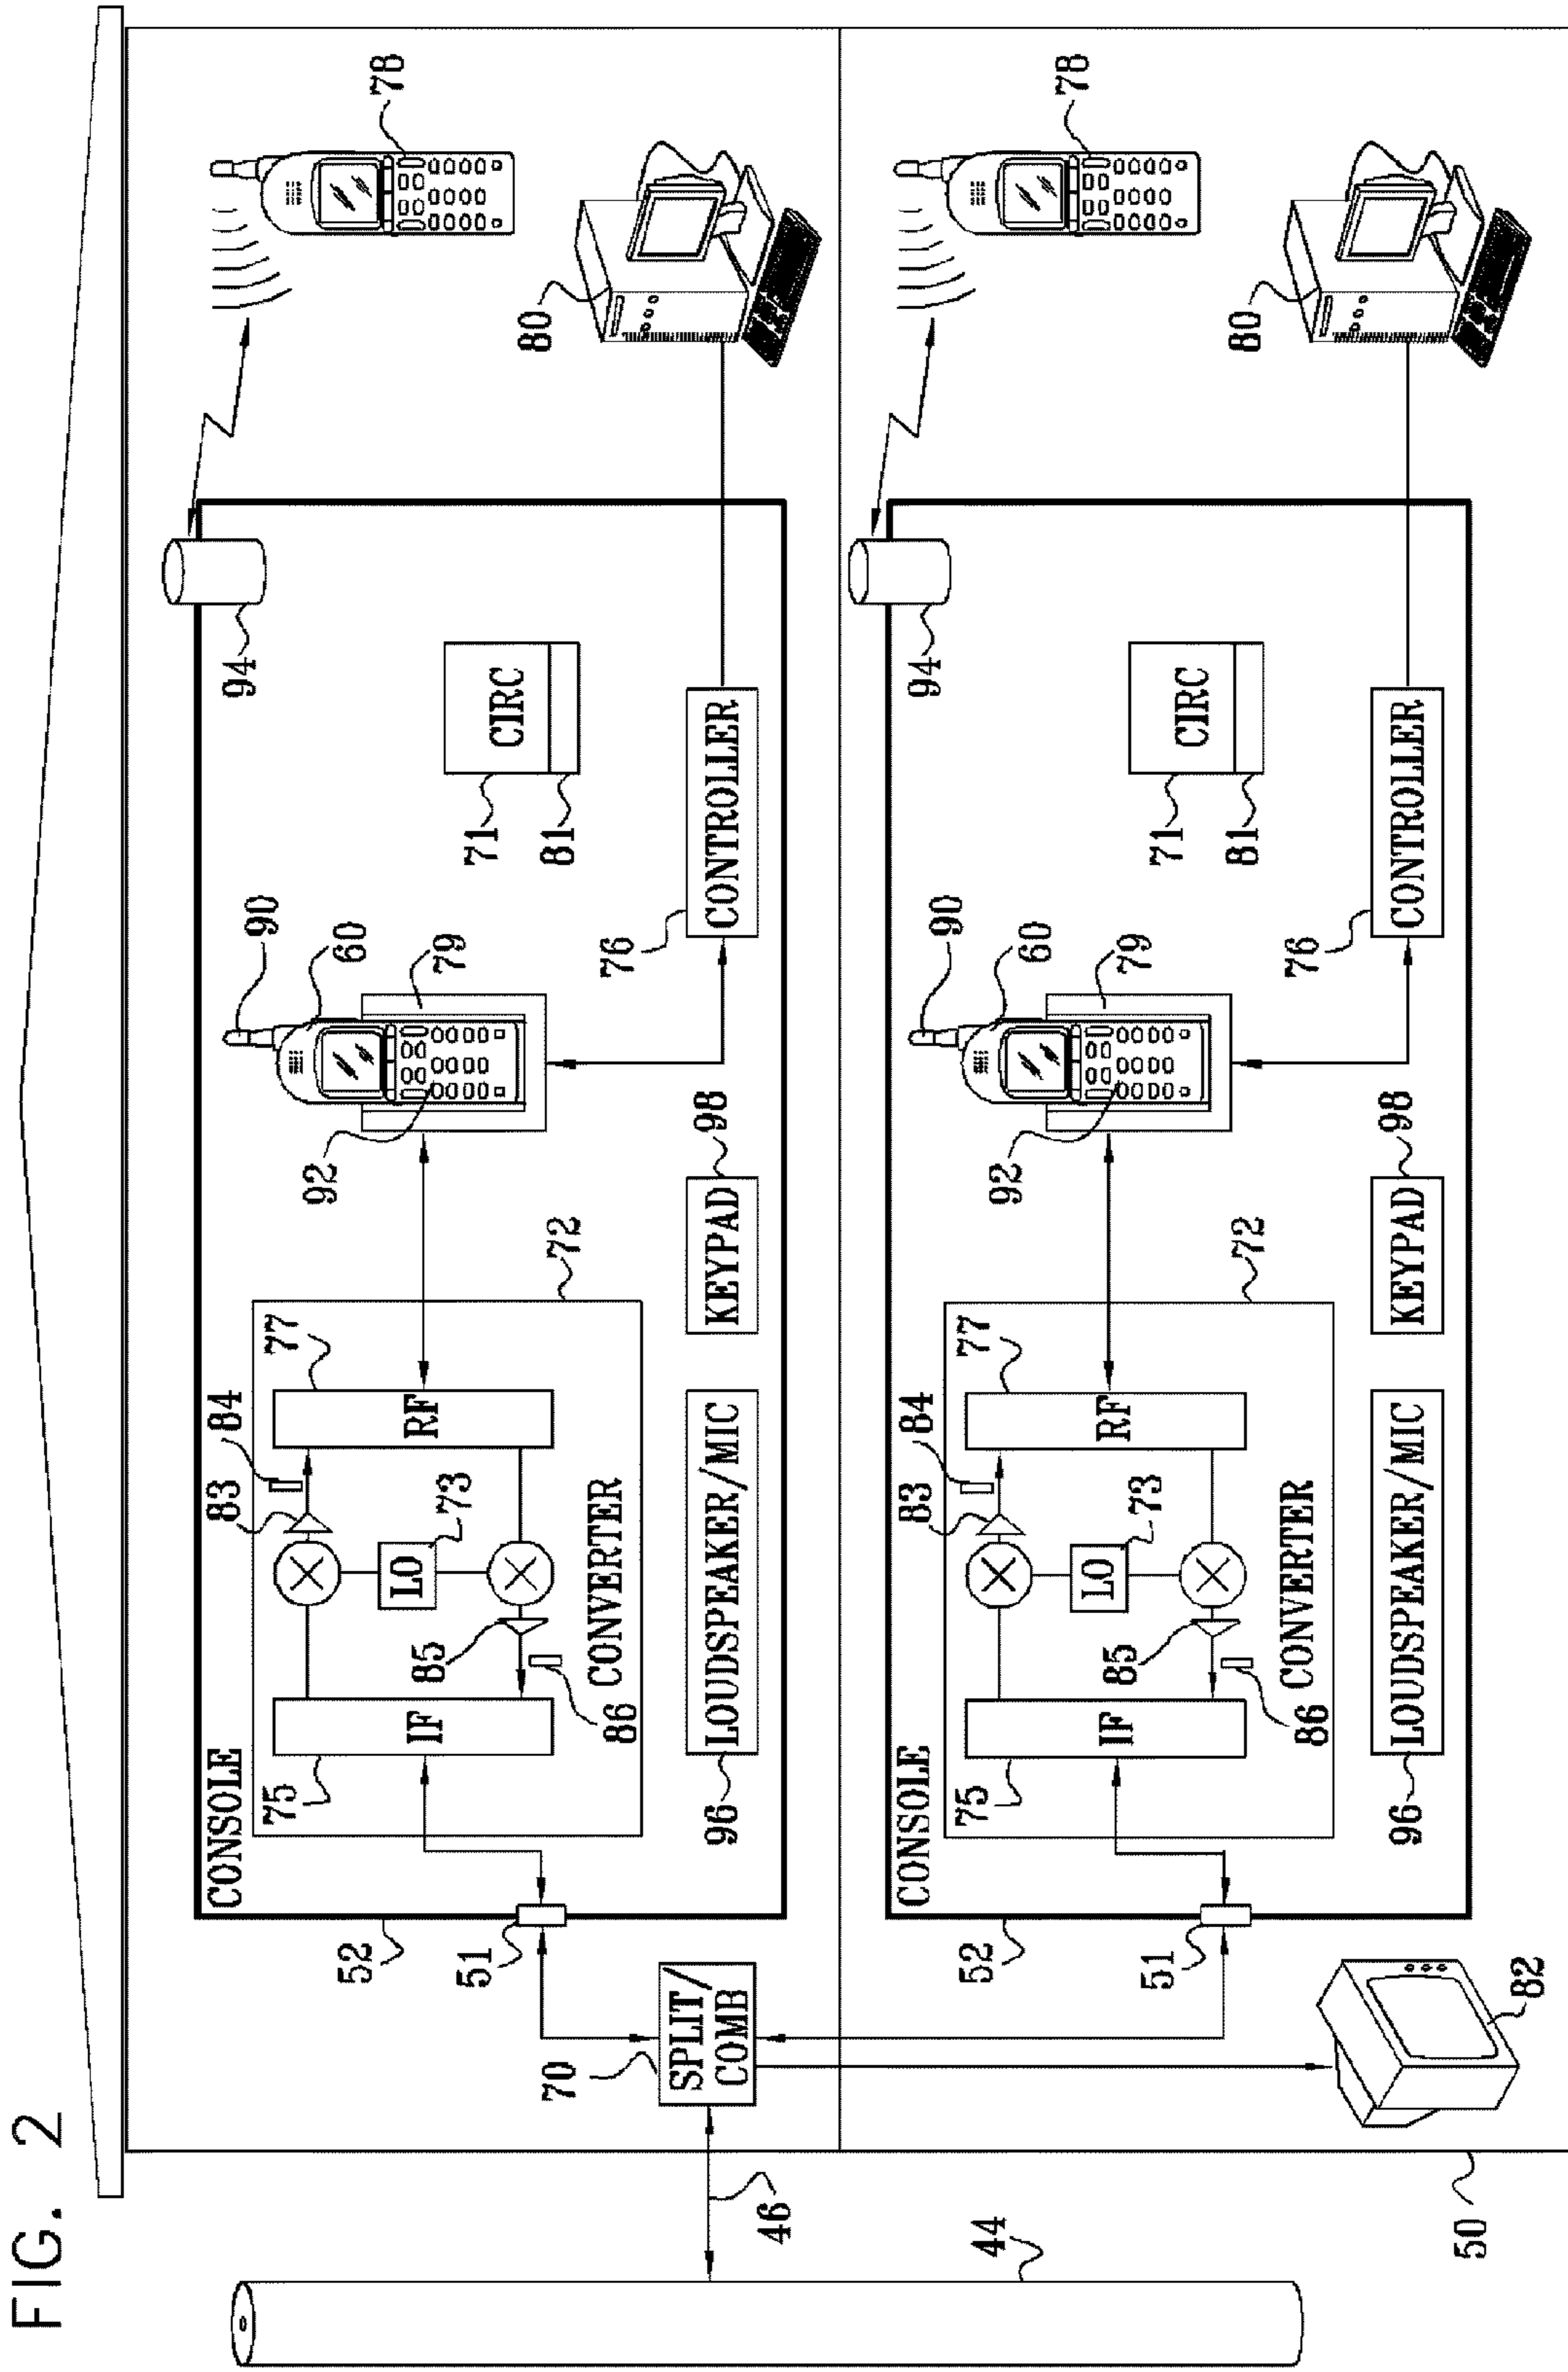 FIG. 2
CONSOLE
75
IF
86
85
LO
73
83
84
RF
77
CONVERTER
72
92
90
60
79
71
CIRC
81
94
78
80
96
LOUDSPEAKER/MIC
KEYPAD
98
76
CONTROLLER
52
51
70
SPLIT/
COMB
46
44
CONSOLE
75
IF
86
85
LO
73
83
84
RF
77
CONVERTER
72
92
90
60
79
71
CIRC
81
94
78
80
96
LOUDSPEAKER/MIC
KEYPAD
98
76
CONTROLLER
52
51
82
50